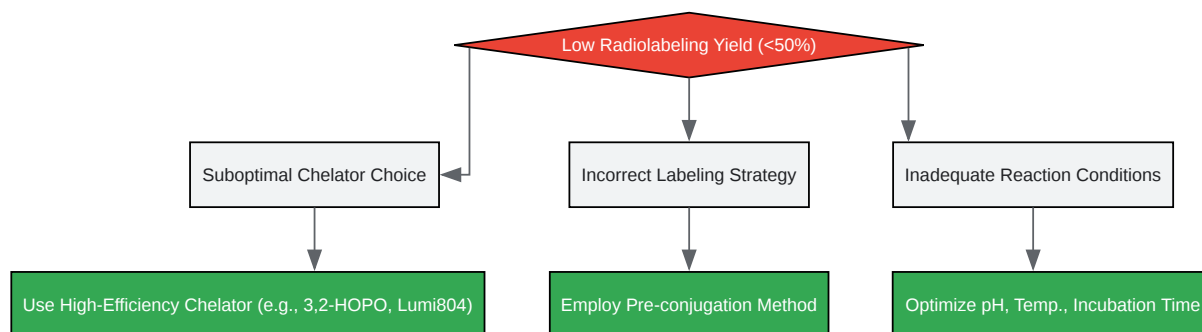 Low Radiolabeling Yield (<50%)
Suboptimal Chelator Choice
Incorrect Labeling Strategy
Inadequate Reaction Conditions
Use High-Efficiency Chelator (e.g., 3,2-HOPO, Lumi804)
Employ Pre-conjugation Method
Optimize pH, Temp., Incubation Time